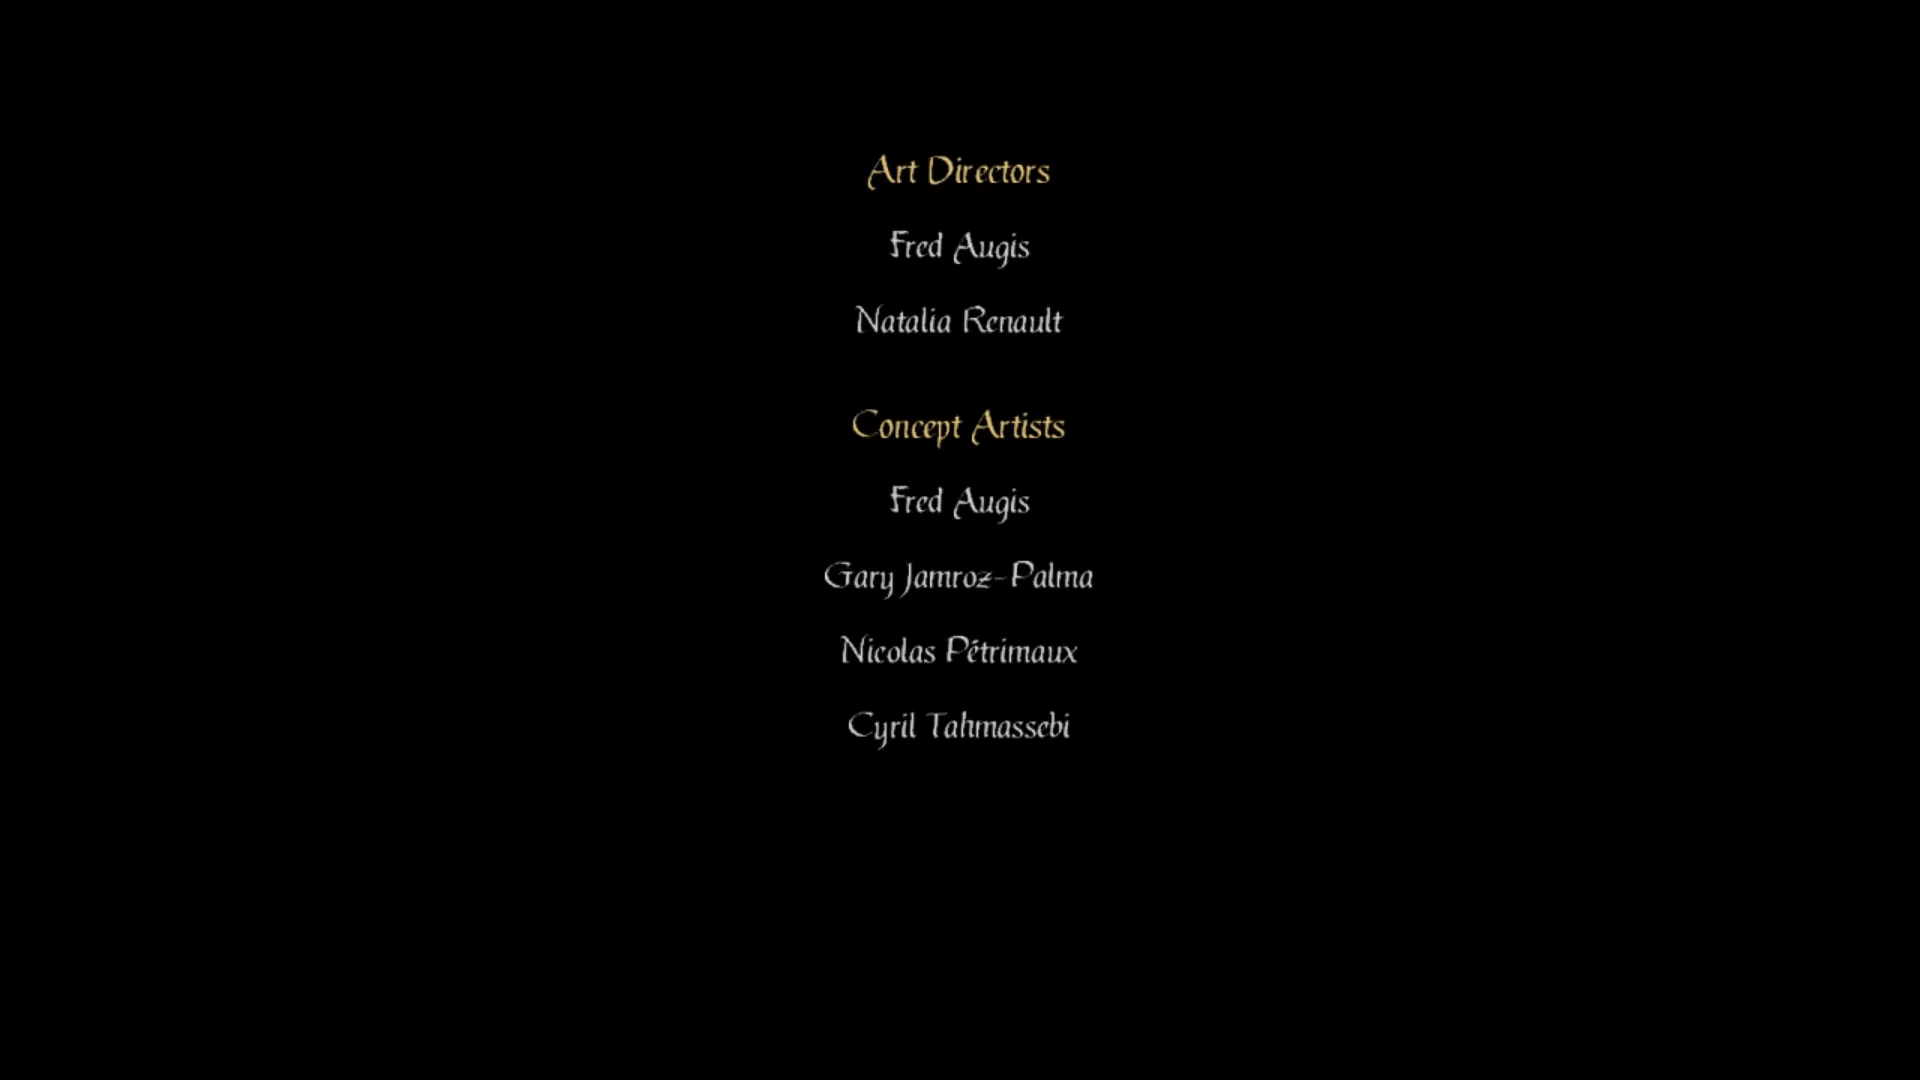 Art Directors
Fred Augis
Natalia Renault
Concept Artists
Fred Augis
Gary Jamroz-Palma
Nicolas Pétrimaux
Cyril Tahmassebi